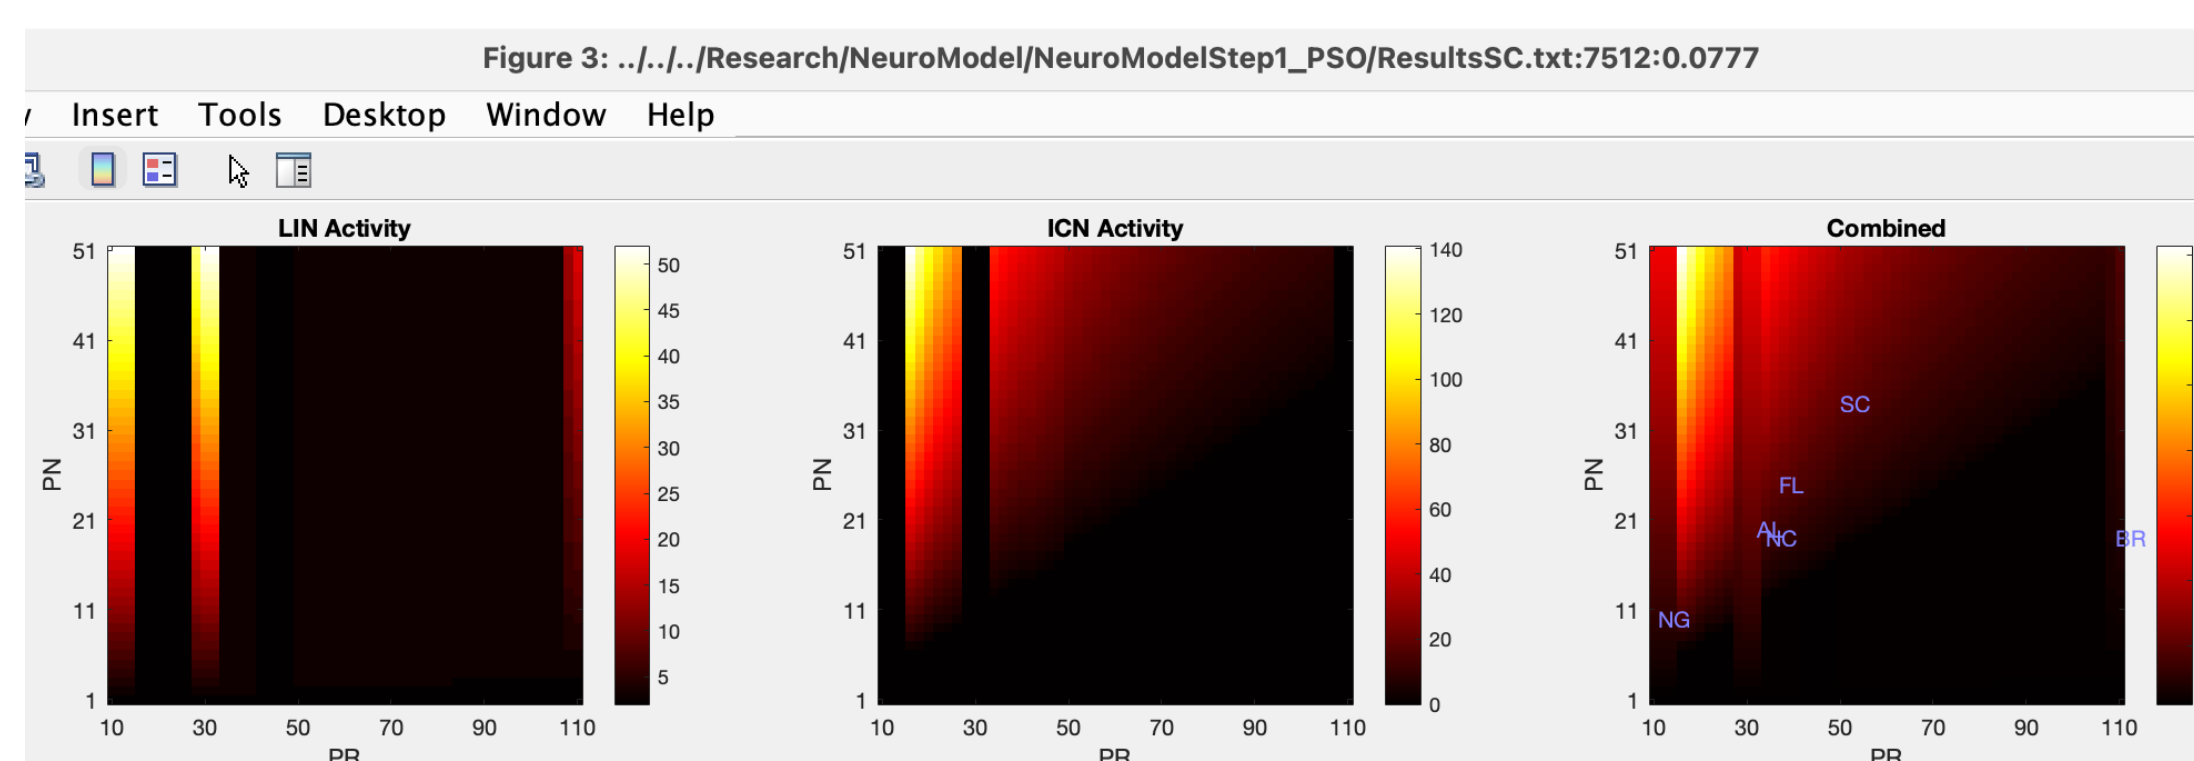 Figure 3: ../../../Research/NeuroModel/NeuroModelStep1_PSO/ResultsSC.txt:7512:0.0777
Insert Tools Desktop Window Help
LIN Activity
51
41
31
21
11
1
PN
10 30 50 70 90 110
PR
50
45
40
35
30
25
20
15
10
5
ICN Activity
51
41
31
21
11
1
PN
10 30 50 70 90 110
PR
140
120
100
80
60
40
20
0
Combined
51
41
31
21
11
1
PN
10 30 50 70 90 110
PR
SC
FL
AL
NC
BR
NG